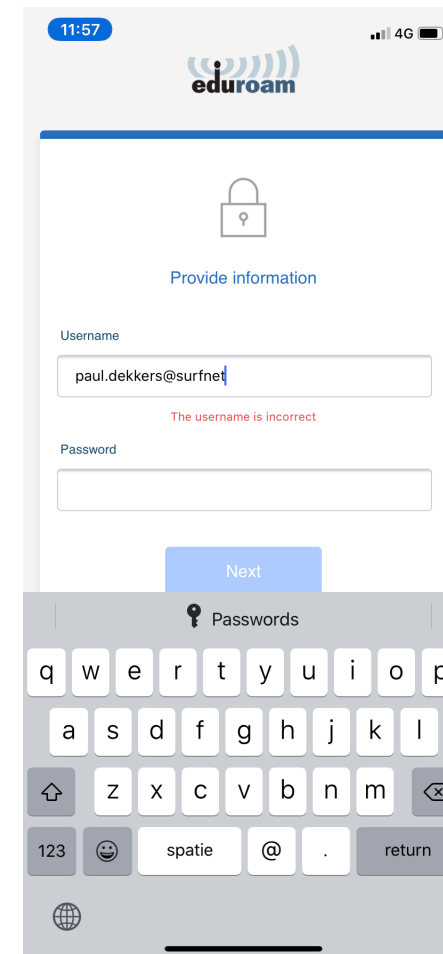 11:57
4G
eduroam
Provide information
Username
paul.dekkers@surfnet
The username is incorrect
Password
Next
Passwords
q w e r t y u i o p
a s d f g h j k l
z x c v b n m
123 spatie @ . return